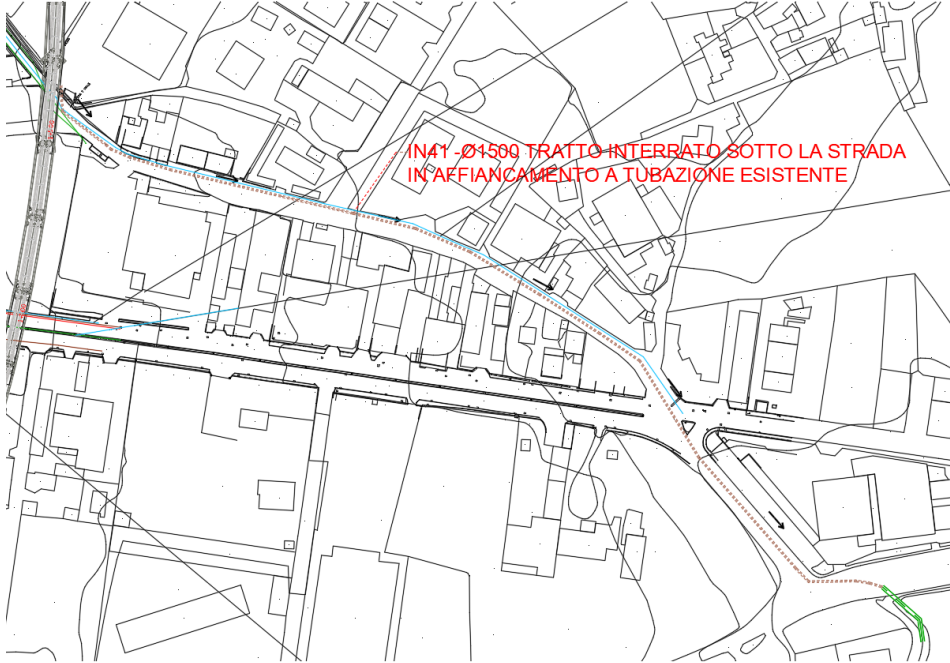 IN41 -Ø1500 TRATTO INTERRATO SOTTO LA STRADA
IN AFFIANCAMENTO A TUBAZIONE ESISTENTE